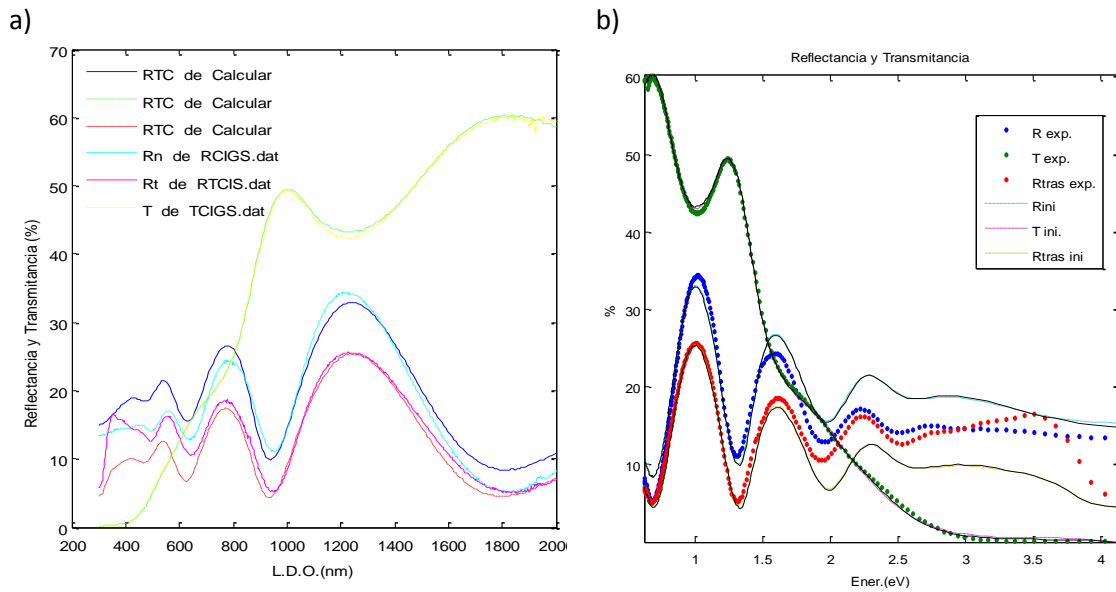 a)
70
60
50
40
30
20
10
0
Reflectancia y Transmitancia (%)
RTC de Calcular
RTC de Calcular
RTC de Calcular
Rn de RCIGS.dat
Rt de RTCIS.dat
T de TCIGS.dat
200 400 600 800 1000 1200 1400 1600 1800 2000
L.D.O.(nm)
b)
Reflectancia y Transmitancia
60
50
40
30
20
10
%
R exp.
T exp.
Rtras exp.
Rini
T ini.
Rtras ini
1 1.5 2 2.5 3 3.5 4
Ener.(eV)